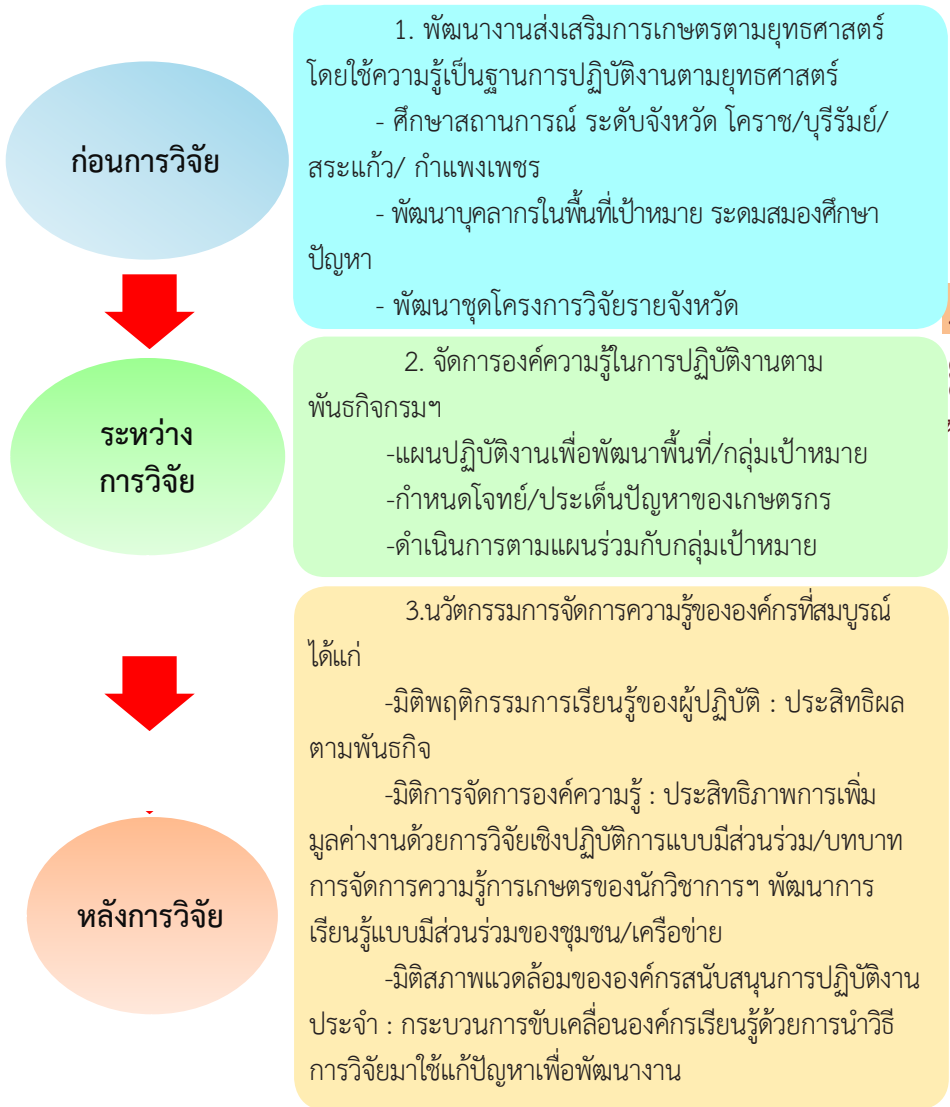 ก่อนการวิจัย
1. พัฒนางานส่งเสริมการเกษตรตามยุทธศาสตร์
โดยใช้ความรู้เป็นฐานการปฏิบัติงานตามยุทธศาสตร์
- ศึกษาสถานการณ์ ระดับจังหวัด โคราช/บุรีรัมย์/
สระแก้ว/ กำแพงเพชร
- พัฒนาบุคลากรในพื้นที่เป้าหมาย ระดมสมองศึกษา
ปัญหา
- พัฒนาชุดโครงการวิจัยรายจังหวัด
ระหว่าง
การวิจัย
2. จัดการองค์ความรู้ในการปฏิบัติงานตาม
พันธกิจกรมฯ
-แผนปฏิบัติงานเพื่อพัฒนาพื้นที่/กลุ่มเป้าหมาย
-กำหนดโจทย์/ประเด็นปัญหาของเกษตรกร
-ดำเนินการตามแผนร่วมกับกลุ่มเป้าหมาย
หลังการวิจัย
3.นวัตกรรมการจัดการความรู้ขององค์กรที่สมบูรณ์
ได้แก่
-มิติพฤติกรรมการเรียนรู้ของผู้ปฏิบัติ : ประสิทธิผล
ตามพันธกิจ
-มิติการจัดการองค์ความรู้ : ประสิทธิภาพการเพิ่ม
มูลค่างานด้วยการวิจัยเชิงปฏิบัติการแบบมีส่วนร่วม/บทบาท
การจัดการความรู้การเกษตรของนักวิชาการฯ พัฒนาการ
เรียนรู้แบบมีส่วนร่วมของชุมชน/เครือข่าย
-มิติสภาพแวดล้อมขององค์กรสนับสนุนการปฏิบัติงาน
ประจำ : กระบวนการขับเคลื่อนองค์กรเรียนรู้ด้วยการนำวิธี
การวิจัยมาใช้แก้ปัญหาเพื่อพัฒนางาน